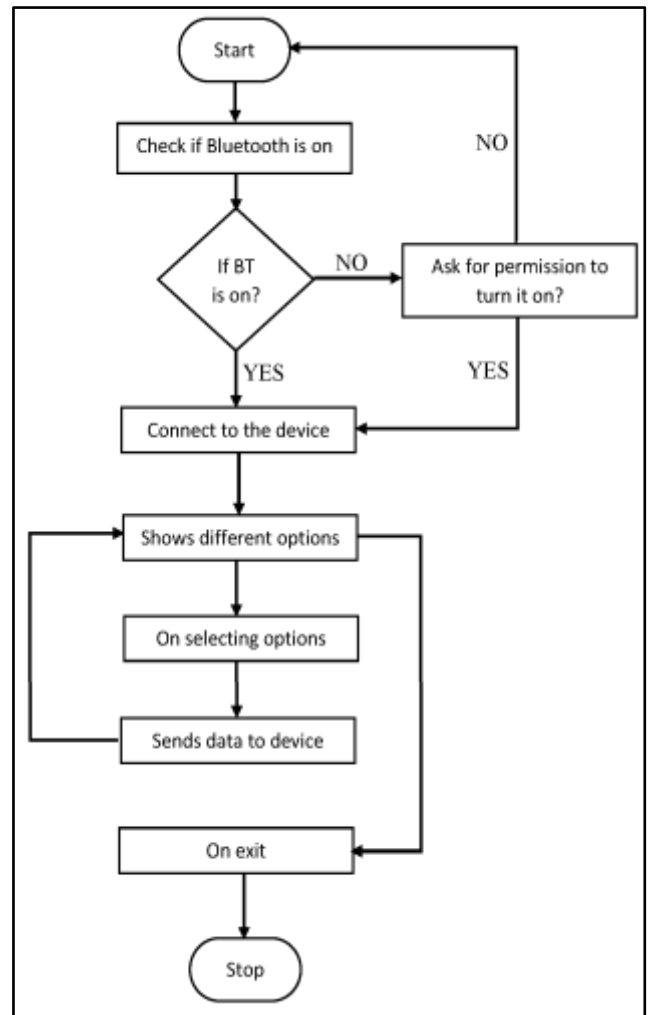 Start
Check if Bluetooth is on
NO
If BT
is on?
NO
Ask for permission to
turn it on?
YES
YES
Connect to the device
Shows different options
On selecting options
Sends data to device
On exit
Stop